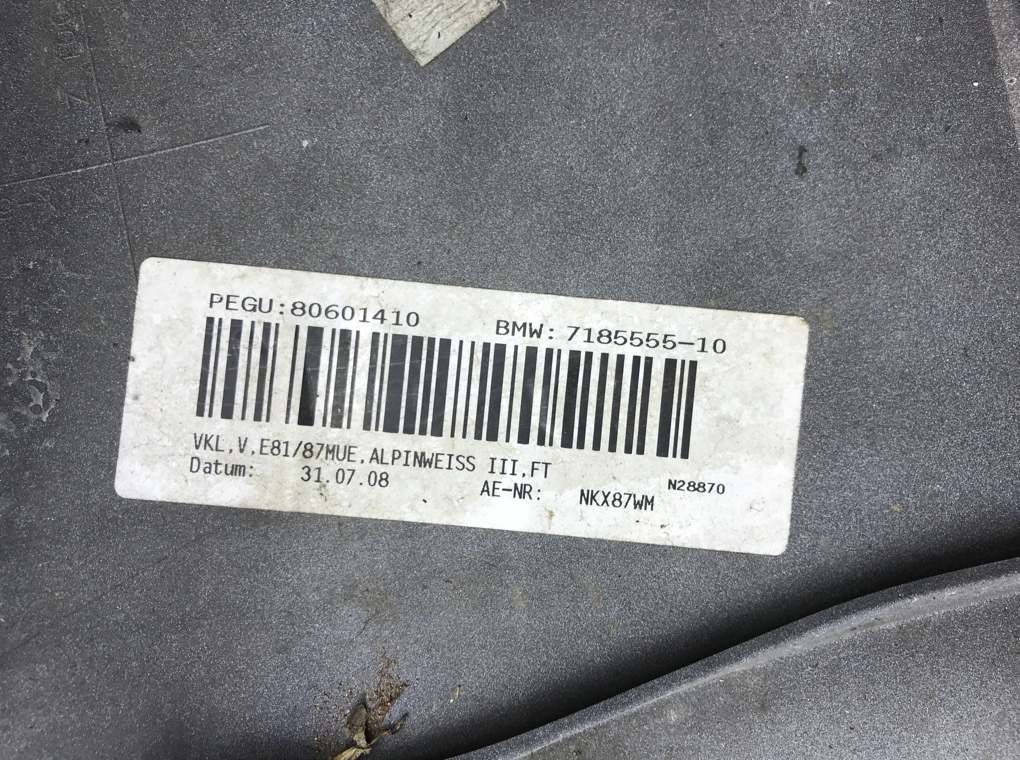 PEGU:80601410 BMW: 7185555-10
VKL,V,E81/87MUE,ALPINWEISS III,FT
Datum: 31.07.08 AE-NR: NKX87WM N28870